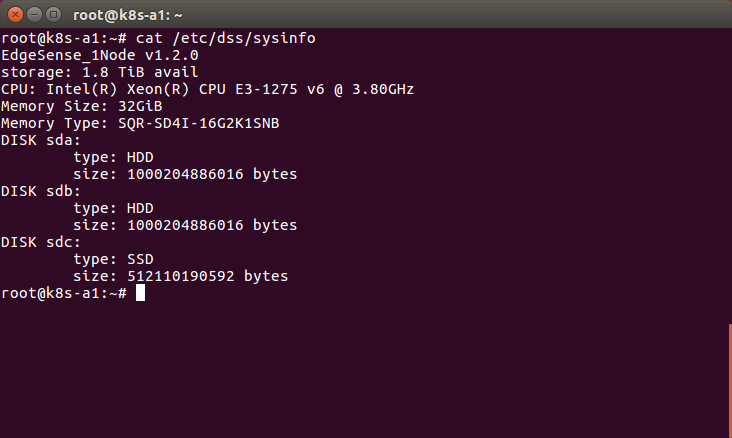 root@k8s-a1: ~
root@k8s-a1:~# cat /etc/dss/sysinfo
EdgeSense_1Node v1.2.0
storage: 1.8 TiB avail
CPU: Intel(R) Xeon(R) CPU E3-1275 v6 @ 3.80GHz
Memory Size: 32GiB
Memory Type: SQR-SD4I-16G2K1SNB
DISK sda:
        type: HDD
        size: 1000204886016 bytes
DISK sdb:
        type: HDD
        size: 1000204886016 bytes
DISK sdc:
        type: SSD
        size: 512110190592 bytes
root@k8s-a1:~#